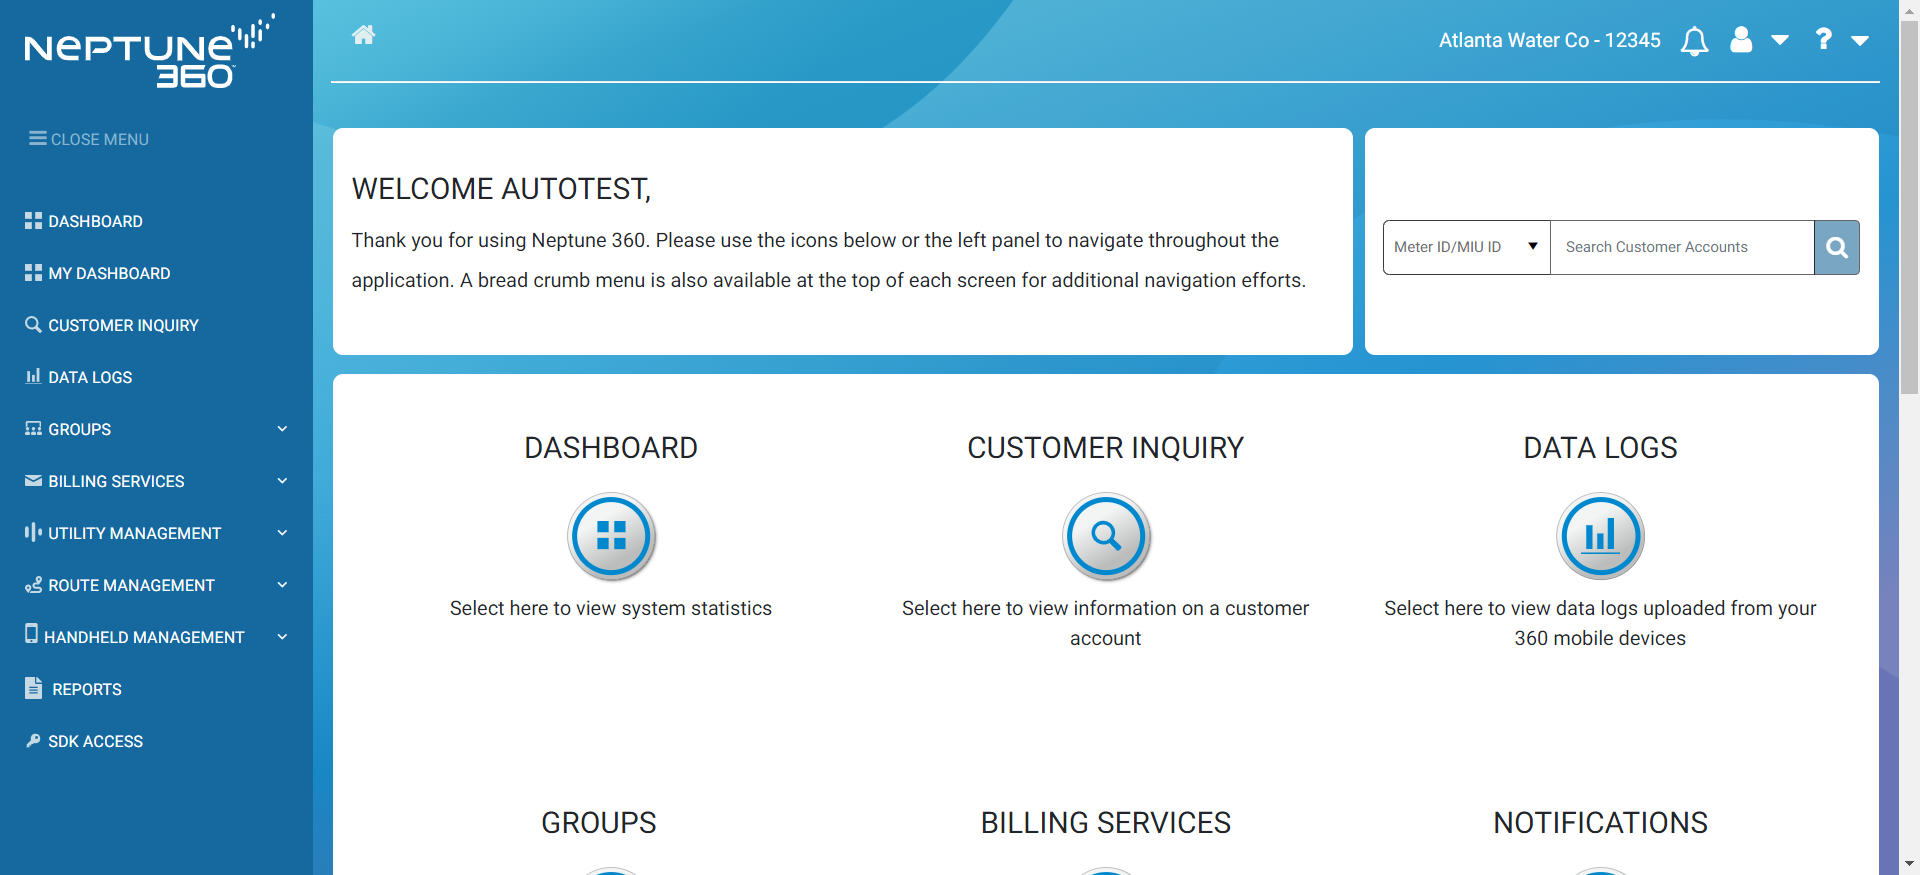 NEPTUNE
360
CLOSE MENU
DASHBOARD
MY DASHBOARD
CUSTOMER INQUIRY
DATA LOGS
GROUPS
BILLING SERVICES
UTILITY MANAGEMENT
ROUTE MANAGEMENT
HANDHELD MANAGEMENT
REPORTS
SDK ACCESS
Atlanta Water Co - 12345
?
WELCOME AUTOTEST,
Thank you for using Neptune 360. Please use the icons below or the left panel to navigate throughout the
application. A bread crumb menu is also available at the top of each screen for additional navigation efforts.
Meter ID/MIU ID
Search Customer Accounts
DASHBOARD
Select here to view system statistics
CUSTOMER INQUIRY
Select here to view information on a customer
account
DATA LOGS
Select here to view data logs uploaded from your
360 mobile devices
GROUPS
BILLING SERVICES
NOTIFICATIONS